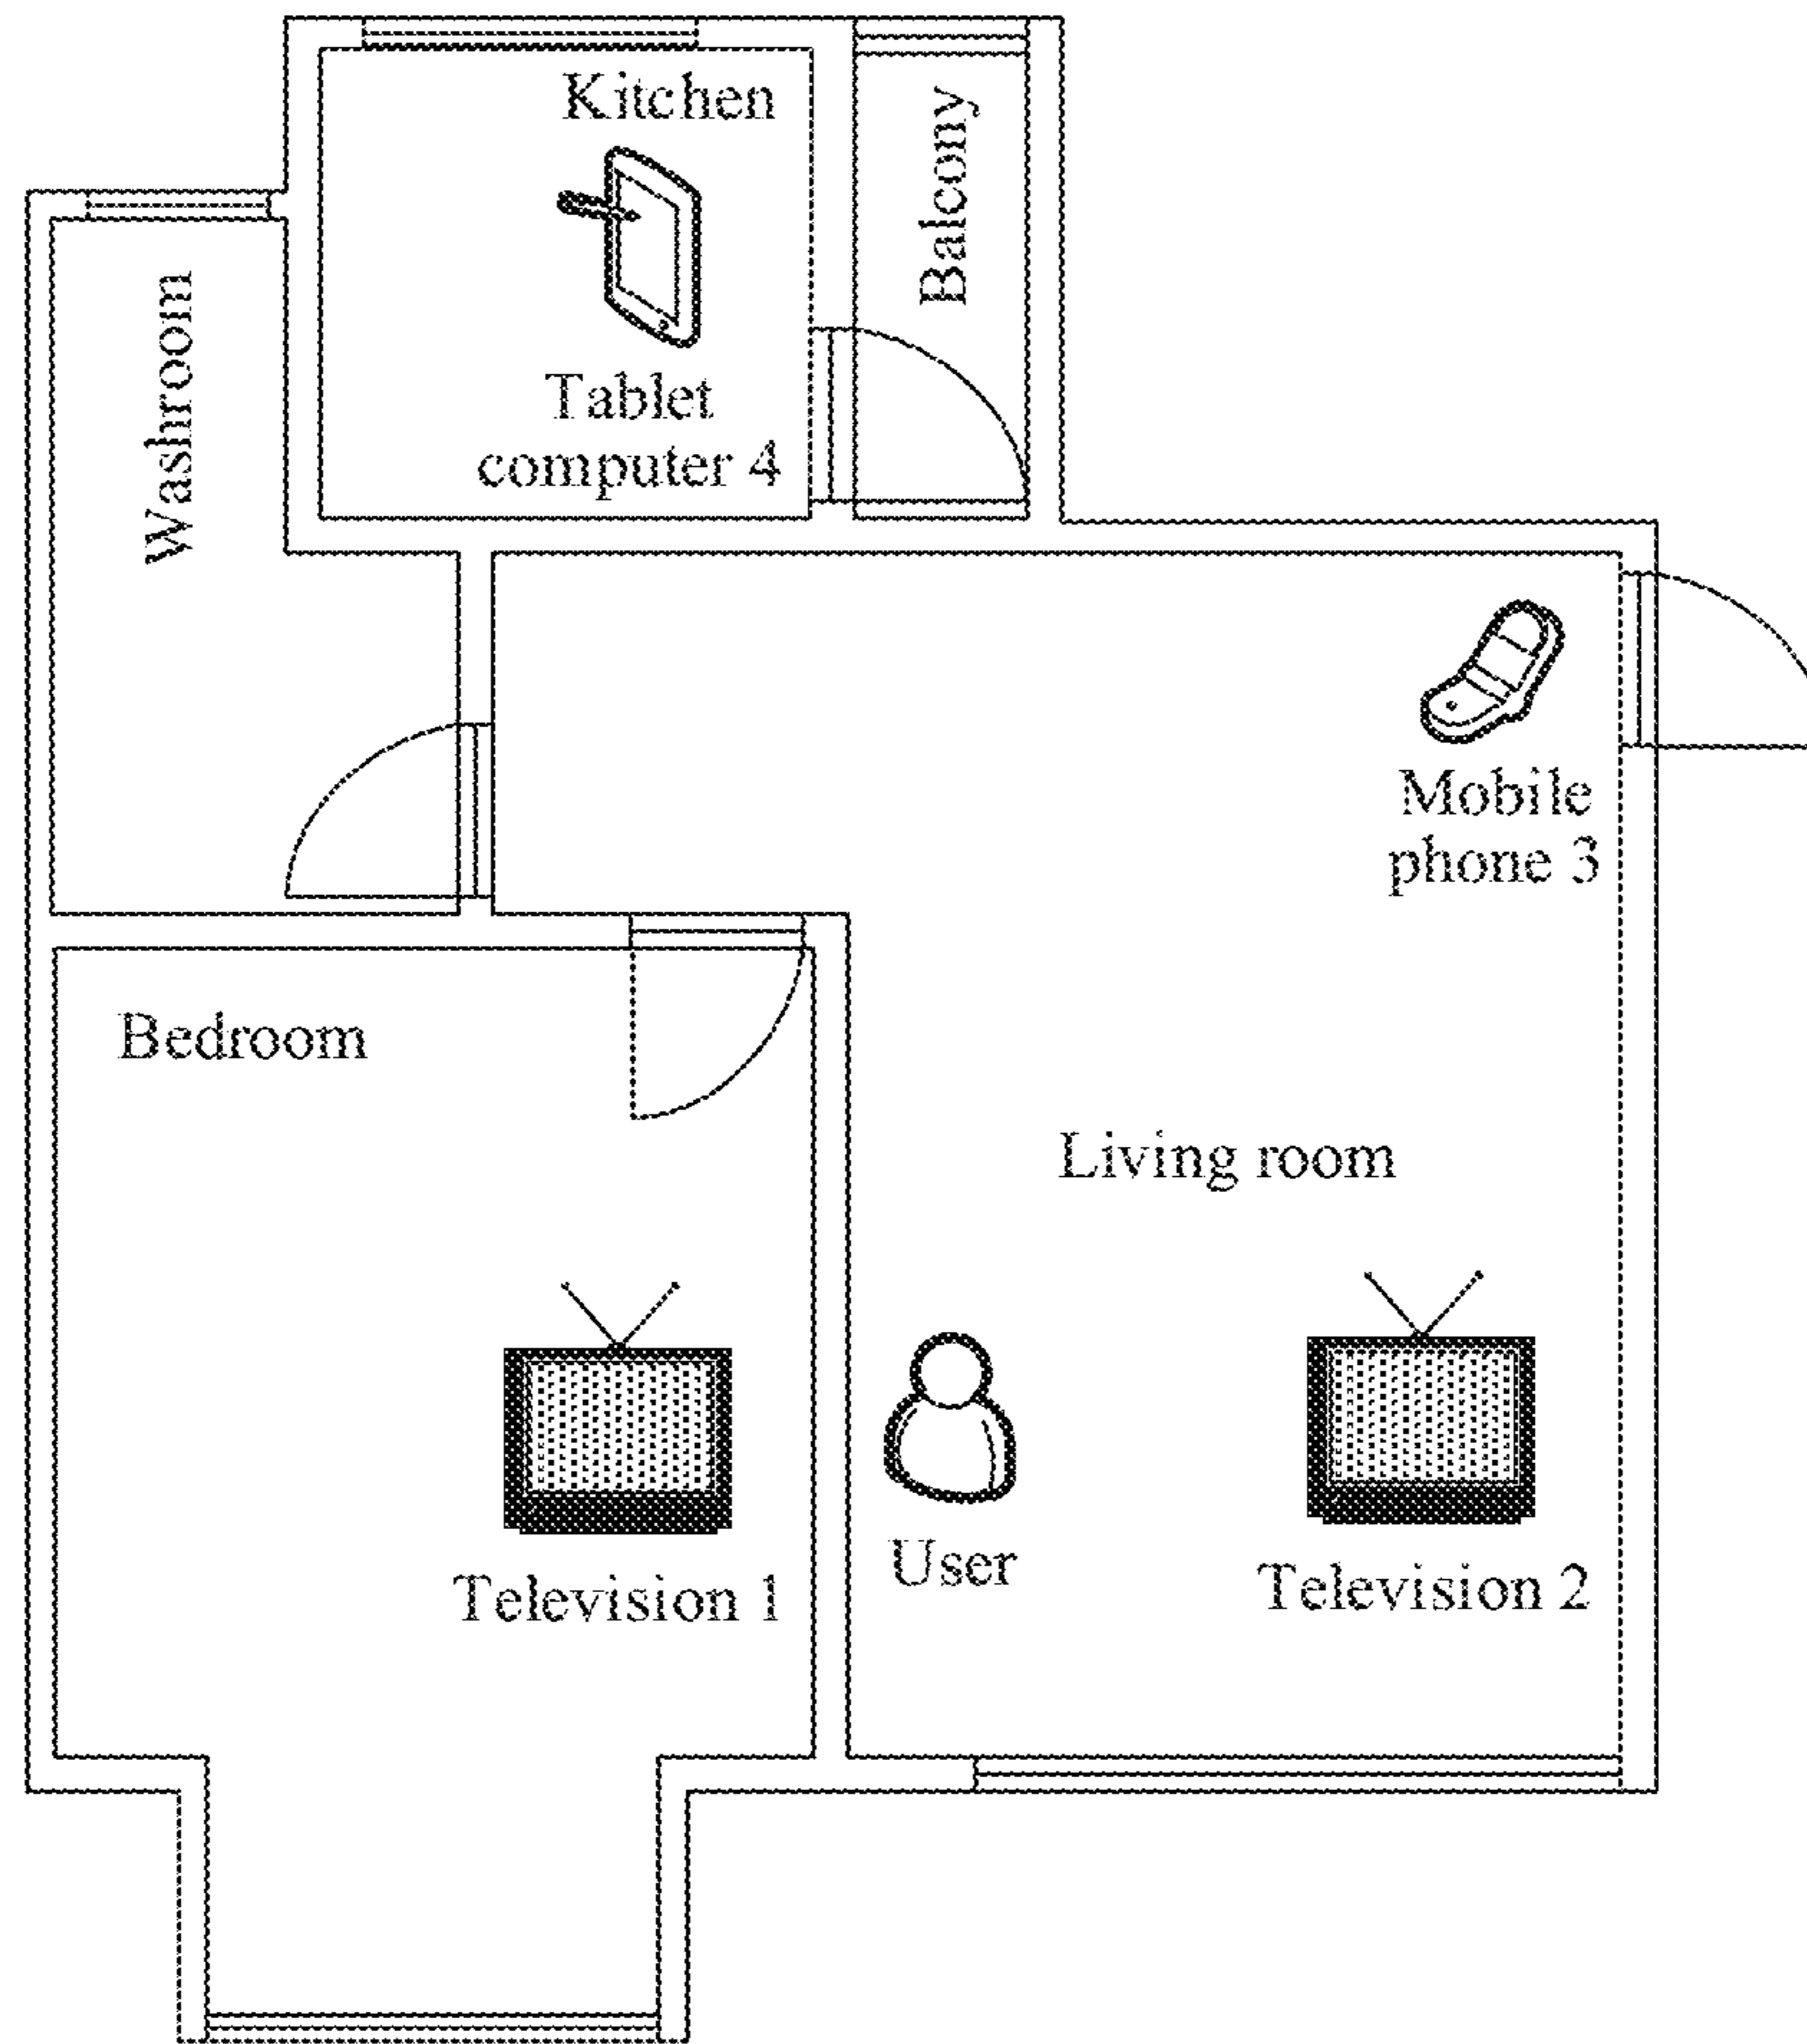 Kitchen
Balcony
Washroom
Tablet
computer 4
Mobile
phone 3
Bedroom
Living room
User
Television 1
Television 2